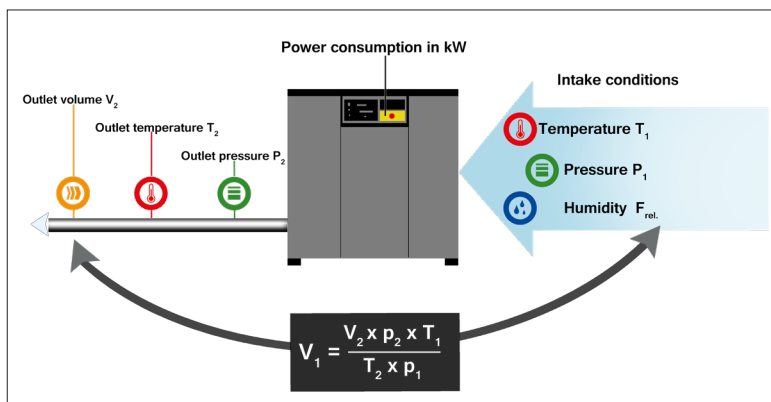 Power consumption in kW
Intake conditions
Outlet volume V₂
Outlet temperature T₂
Outlet pressure P₂
Temperature T₁
Pressure P₁
Humidity F rel.
V₁ = V₂ x p₂ x T₁
T₂ x p₁